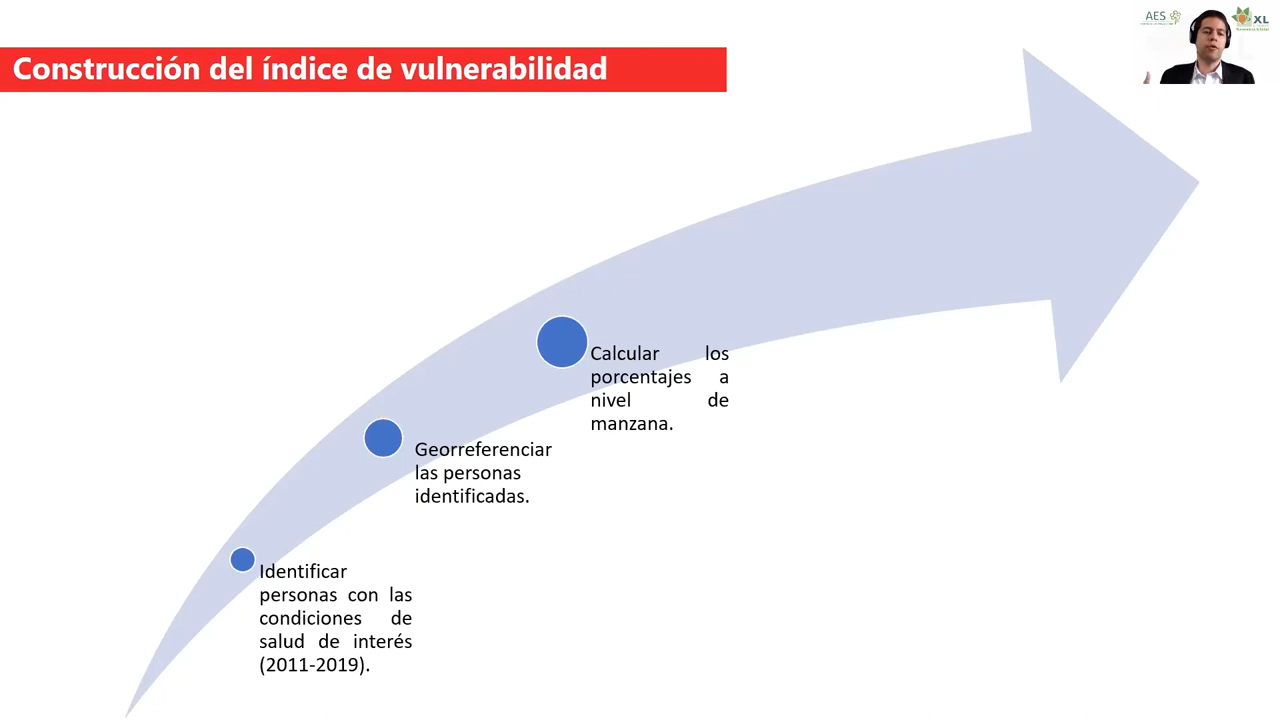 AES
XL
Construcción del índice de vulnerabilidad
Calcular los
porcentajes a
nivel de
manzana.
Georreferenciar
las personas
identificadas.
Identificar
personas con las
condiciones de
salud de interés
(2011-2019).